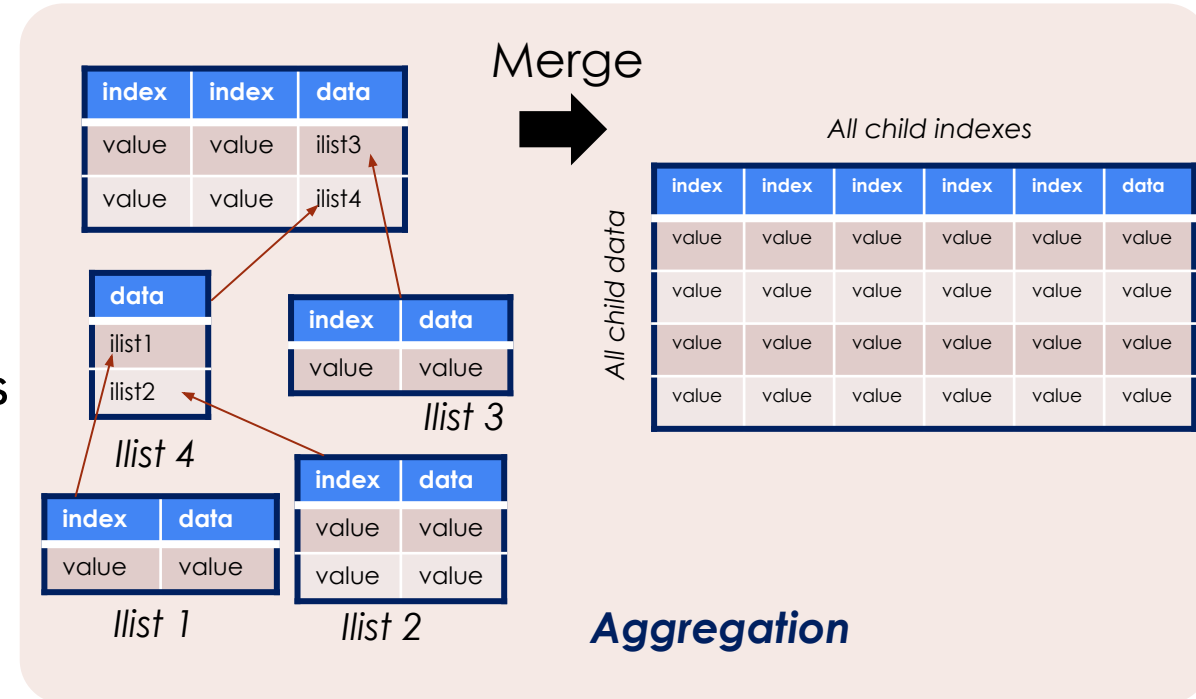 Merge
index index data
value value ilist3
value value ilist4
data
ilist1
ilist2
Ilist 4
index data
value value
Ilist 3
index data
value value
Ilist 1
index data
value value
value value
Ilist 2
All child indexes
All child data
index index index index index data
value value value value value value
value value value value value value
value value value value value value
value value value value value value
Aggregation
s